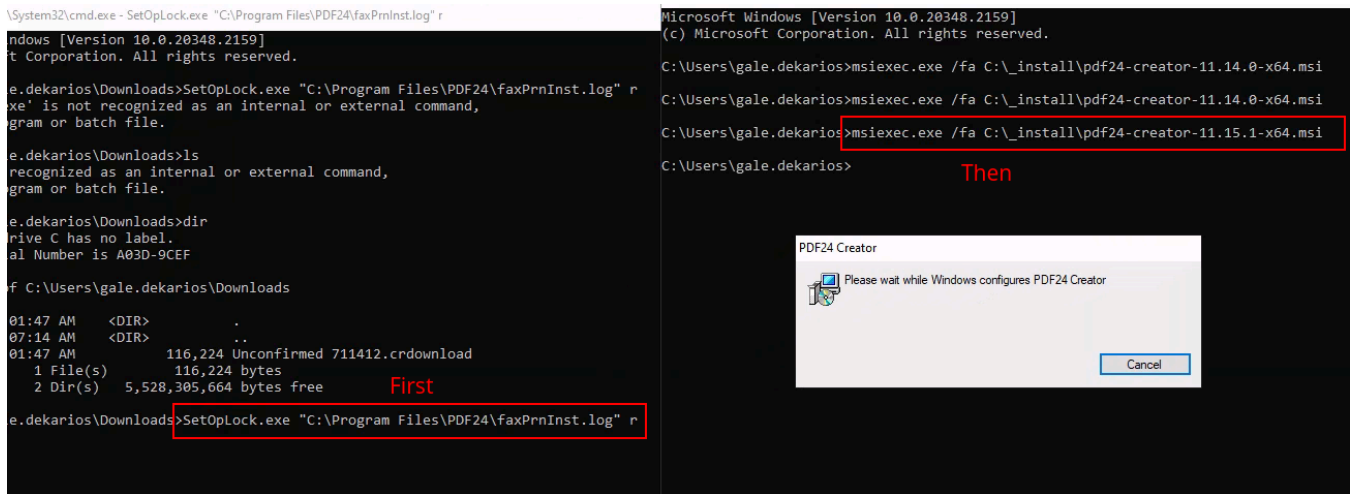 \System32\cmd.exe - SetOpLock.exe "C:\Program Files\PDF24\faxPrnInst.log" r
ndows [Version 10.0.20348.2159]
t Corporation. All rights reserved.
e.dekarios\Downloads>SetOpLock.exe "C:\Program Files\PDF24\faxPrnInst.log" r
exe' is not recognized as an internal or external command,
ogram or batch file.
e.dekarios\Downloads>ls
recognized as an internal or external command,
gram or batch file.
e.dekarios\Downloads>dir
drive C has no label.
al Number is A03D-9CEF
of C:\Users\gale.dekarios\Downloads
01:47 AM <DIR> .
07:14 AM <DIR> ..
01:47 AM 116,224 Unconfirmed 711412.crdownload
1 File(s) 116,224 bytes
2 Dir(s) 5,528,305,664 bytes free
First
le.dekarios\Downloads>SetOpLock.exe "C:\Program Files\PDF24\faxPrnInst.log" r
Microsoft Windows [Version 10.0.20348.2159]
(c) Microsoft Corporation. All rights reserved.
C:\Users\gale.dekarios>msiexec.exe /fa C:\_install\pdf24-creator-11.14.0-x64.msi
C:\Users\gale.dekarios>msiexec.exe /fa C:\_install\pdf24-creator-11.14.0-x64.msi
C:\Users\gale.dekarios>msiexec.exe /fa C:\_install\pdf24-creator-11.15.1-x64.msi
C:\Users\gale.dekarios>
Then
PDF24 Creator
Please wait while Windows configures PDF24 Creator
Cancel